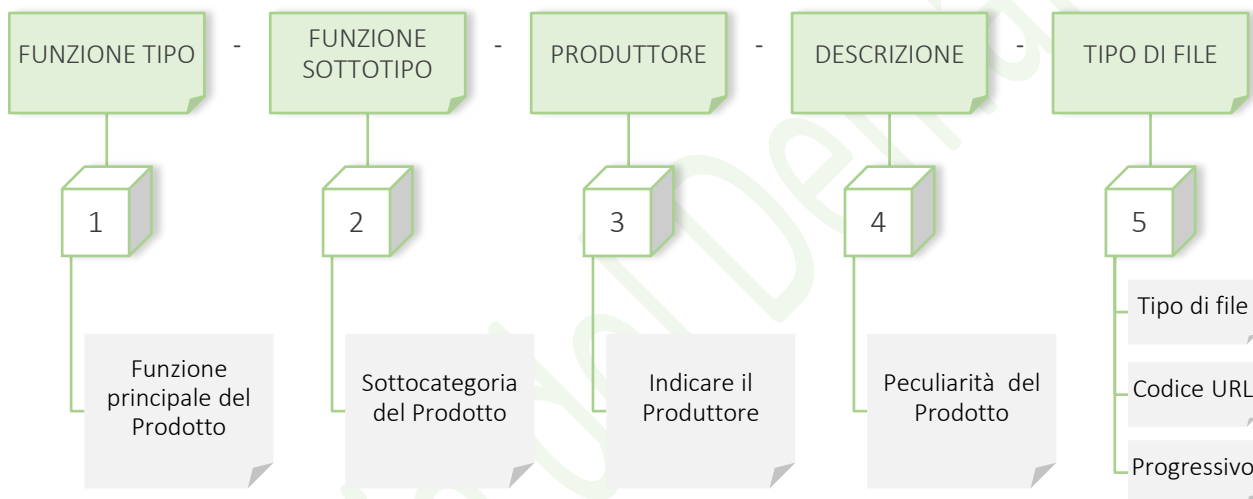 FUNZIONE TIPO
-
FUNZIONE
SOTTOTIPO
-
PRODUTTORE
-
DESCRIZIONE
-
TIPO DI FILE
1
2
3
4
5
Funzione
principale del
Prodotto
Sottocategoria
del Prodotto
Indicare il
Produttore
Peculiarità del
Prodotto
Tipo di file
Codice URL
Progressivo